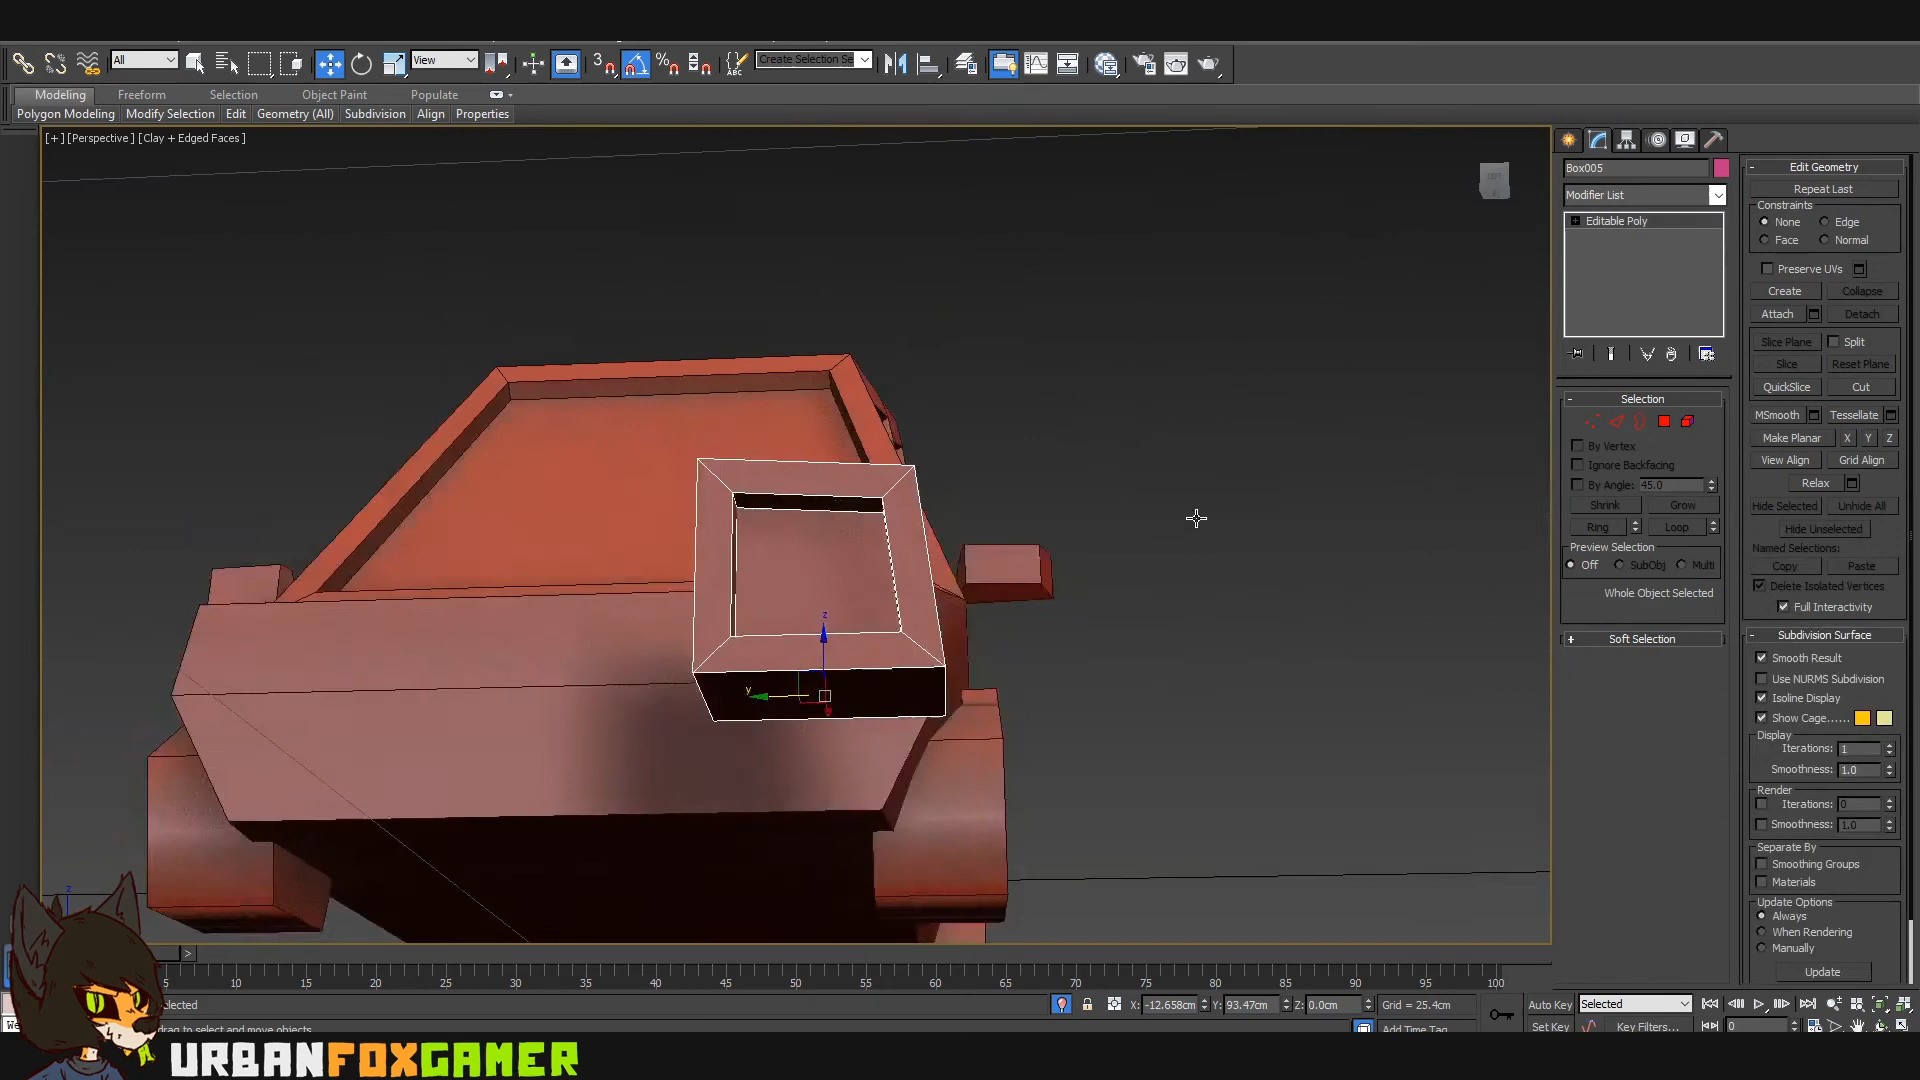 All
View
3
Create Selection Se
Modeling
Freeform
Selection
Object Paint
Populate
Polygon Modeling
Modify Selection
Edit
Geometry (All)
Subdivision
Align
Properties
[+] [Perspective] [Clay + Edged Faces]
Box005
Modifier List
Editable Poly
Selection
By Vertex
Ignore Backfacing
By Angle: 45.0
Shrink
Grow
Ring
Loop
Preview Selection
Off
SubObj
Multi
Whole Object Selected
Soft Selection
Edit Geometry
Repeat Last
Constraints
None
Edge
Face
Normal
Preserve UVs
Create
Collapse
Attach
Detach
Slice Plane
Split
Slice
Reset Plane
QuickSlice
Cut
MSmooth
Tessellate
Make Planar
X
Y
Z
View Align
Grid Align
Relax
Hide Selected
Unhide All
Hide Unselected
Named Selections:
Copy
Paste
Delete Isolated Vertices
Full Interactivity
Subdivision Surface
Smooth Result
Use NURMS Subdivision
Isoline Display
Show Cage......
Display
Iterations: 1
Smoothness: 1.0
Render
Iterations: 0
Smoothness: 1.0
Separate By
Smoothing Groups
Materials
Update Options
Always
When Rendering
Manually
Update
z
y
z
>
5 10 15 20 25 30 35 40 45 50 55 60 65 70 75 80 85 90 95 100
elected
X: -12.658cm
Y: 93.47cm
Z: 0.0cm
Grid = 25.4cm
Auto Key
Selected
We
drag to select and move objects
Add Time Tag
Set Key
Key Filters...
0
URBANFOXGAMER